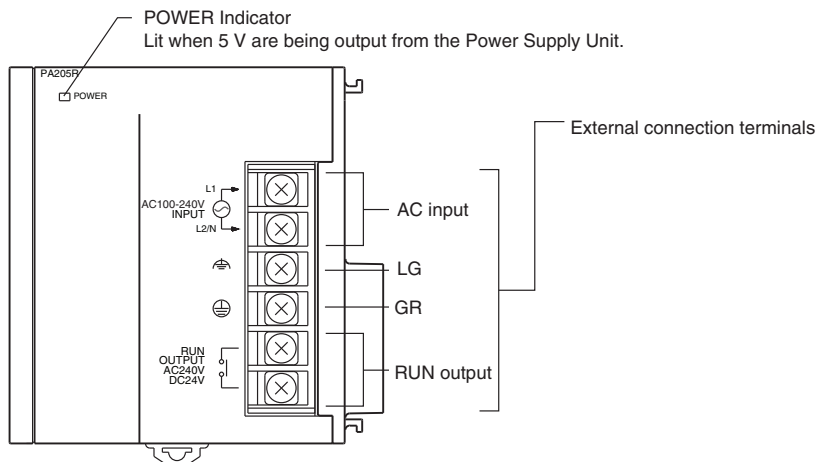 POWER Indicator
Lit when 5 V are being output from the Power Supply Unit.
PA205R
POWER
External connection terminals
L1
AC100-240V
INPUT
L2/N
AC input
LG
GR
RUN
OUTPUT
AC240V
DC24V
RUN output